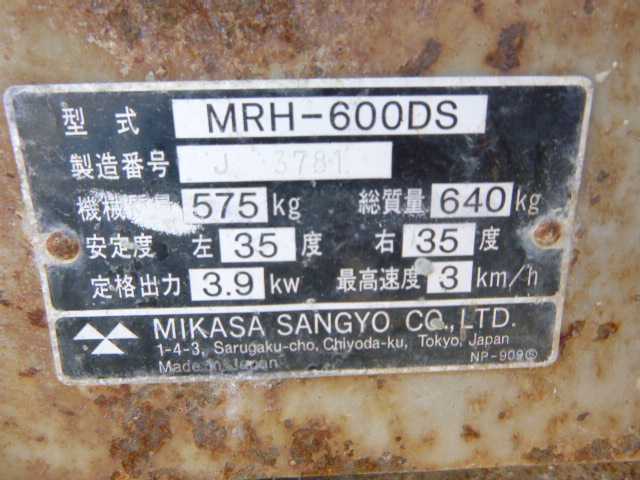 型式 MRH-600DS
製造番号 J 3781
機械質量 575 kg 総質量 640 kg
安定度 左 35 度 右 35 度
定格出力 3.9 kw 最高速度 3 km/h
MIKASA SANGYO CO.,LTD.
1-4-3, Sarugaku-cho, Chiyoda-ku, Tokyo, Japan
Made in Japan NP-909